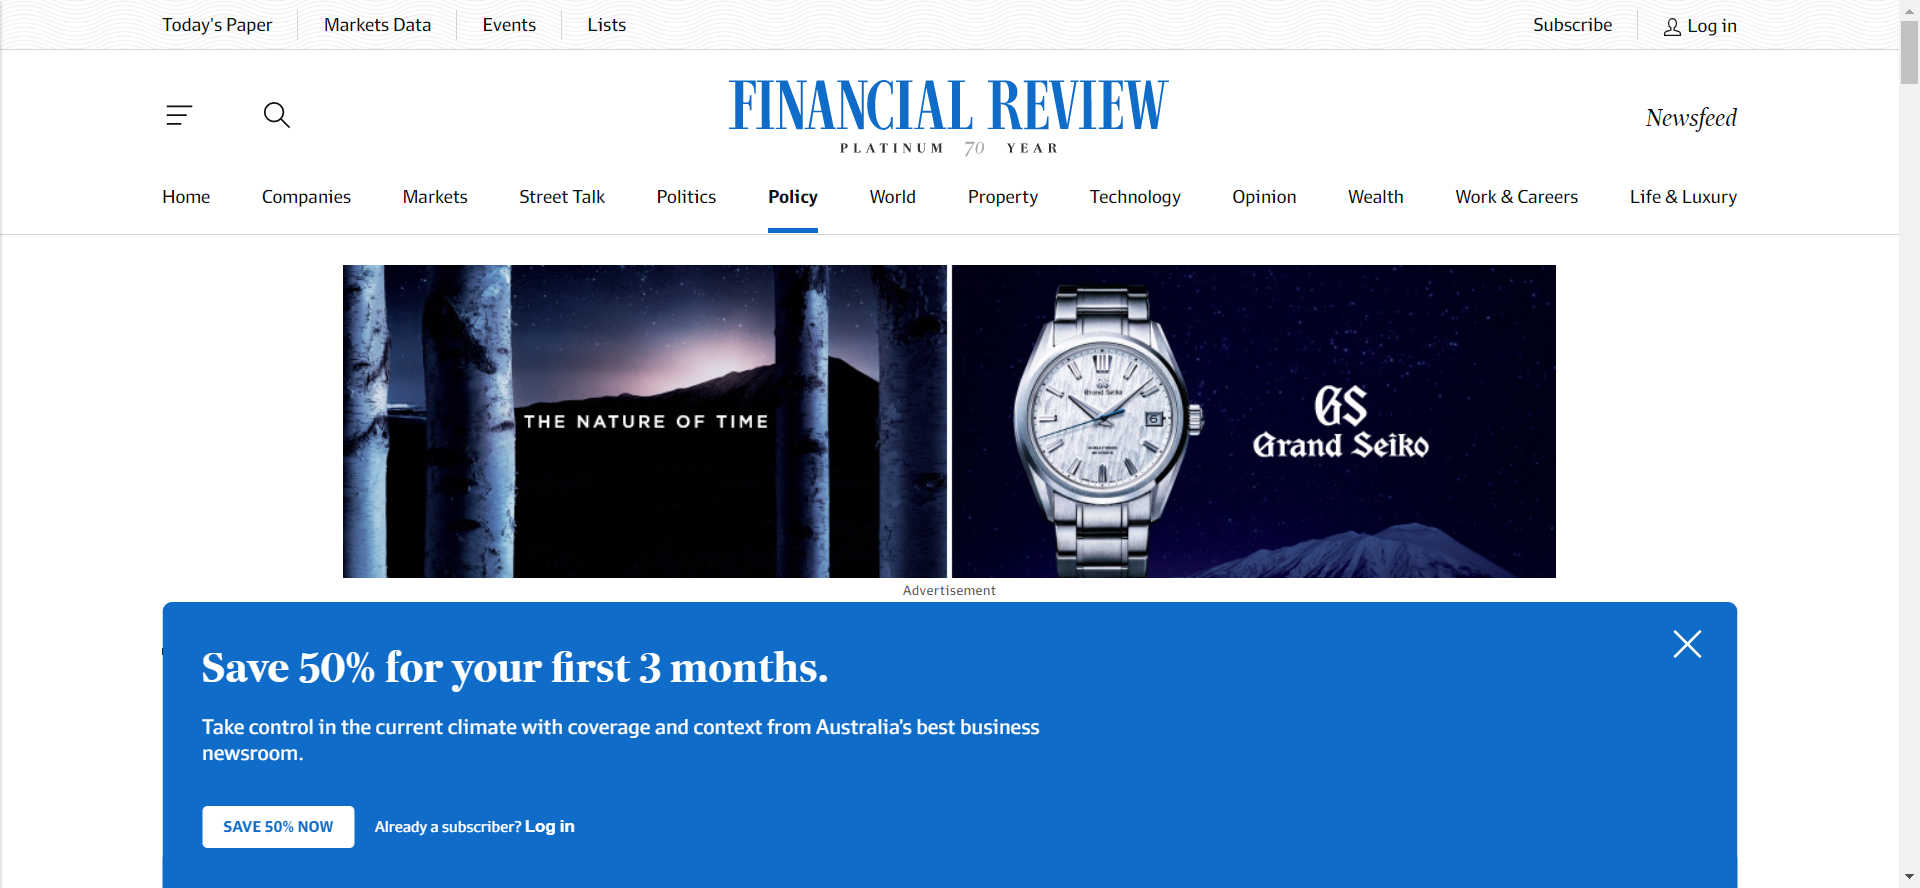 Today's Paper
Markets Data
Events
Lists
Subscribe
Log in
FINANCIAL REVIEW
PLATINUM 70 YEAR
Newsfeed
Home
Companies
Markets
Street Talk
Politics
Policy
World
Property
Technology
Opinion
Wealth
Work & Careers
Life & Luxury
THE NATURE OF TIME
GS
Grand Seiko
6
GS
Grand Seiko
Advertisement
Save 50% for your first 3 months.
Take control in the current climate with coverage and context from Australia's best business
newsroom.
SAVE 50% NOW
Already a subscriber? Log in